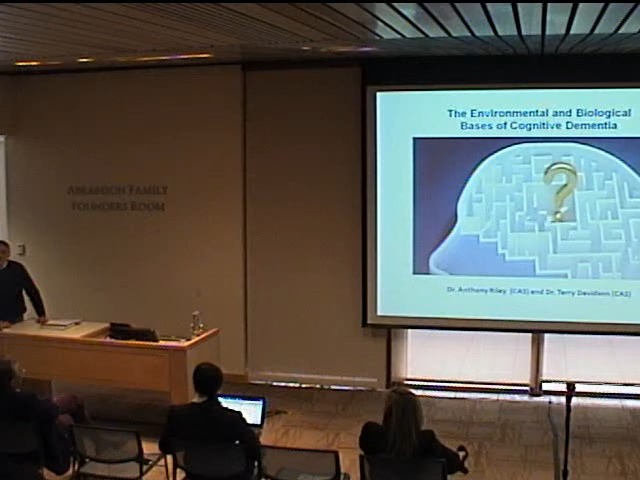 The Environmental and Biological
Bases of Cognitive Dementia
ABRAMSON FAMILY
FOUNDERS ROOM
Dr. Anthony Riley (CAS) and Dr. Terry Davidson (CAS)